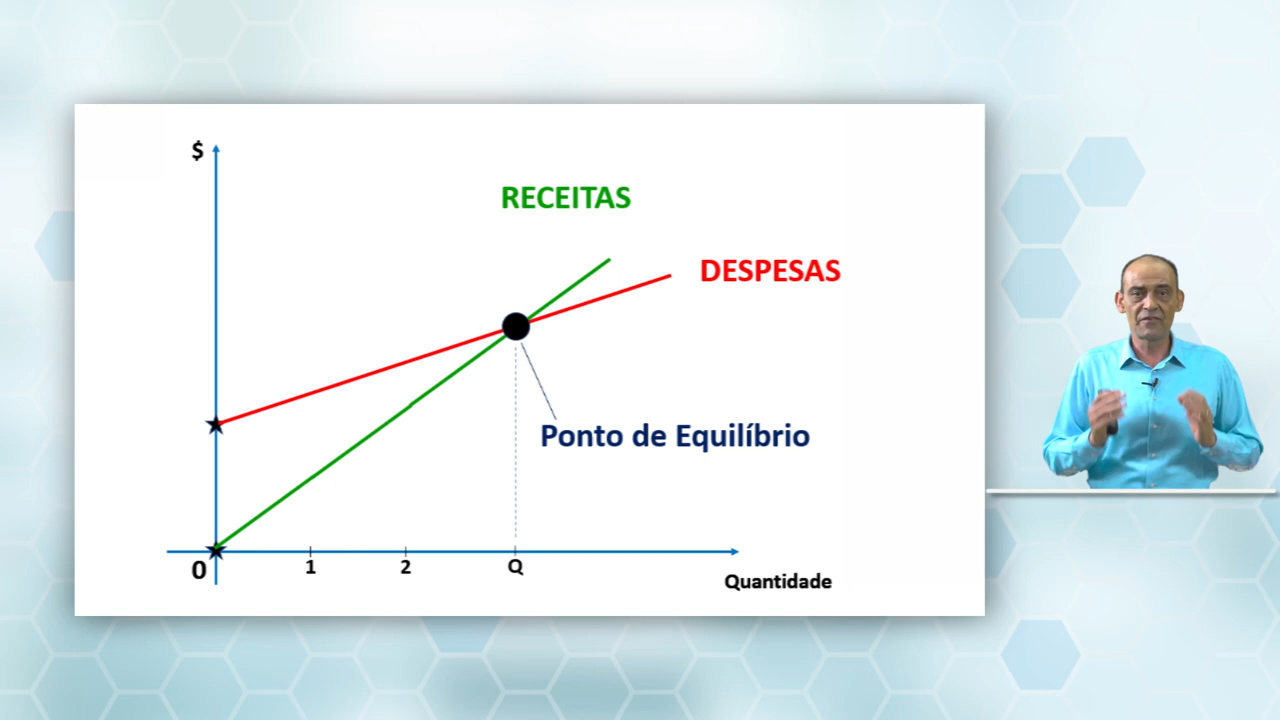 $
RECEITAS
DESPESAS
Ponto de Equilíbrio
0
1
2
Q
Quantidade